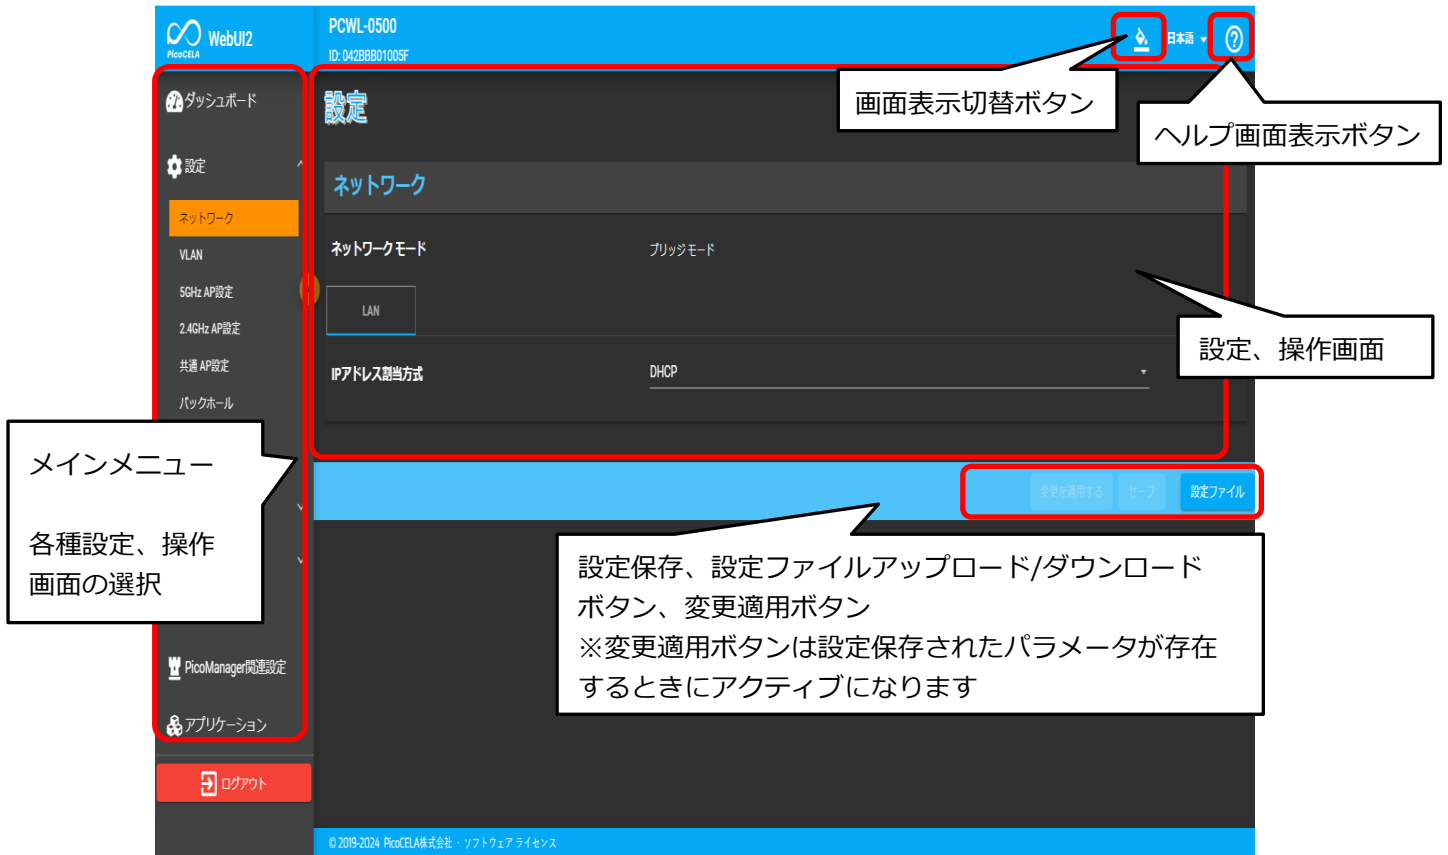 PicoCELA
WebUI2
PCWL-0500
ID: 042BBB01005F
日本語
画面表示切替ボタン
ヘルプ画面表示ボタン
ダッシュボード
設定
ネットワーク
VLAN
5GHz AP設定
2.4GHz AP設定
共通 AP設定
バックホール
PicoManager関連設定
アプリケーション
ログアウト
メインメニュー
各種設定、操作
画面の選択
設定
ネットワーク
ネットワークモード
ブリッジモード
LAN
IPアドレス割当方式
DHCP
設定、操作画面
変更を適用する
セーブ
設定ファイル
設定保存、設定ファイルアップロード/ダウンロード
ボタン、変更適用ボタン
※変更適用ボタンは設定保存されたパラメータが存在
するときにアクティブになります
© 2019-2024 PicoCELA株式会社 · ソフトウェア ライセンス